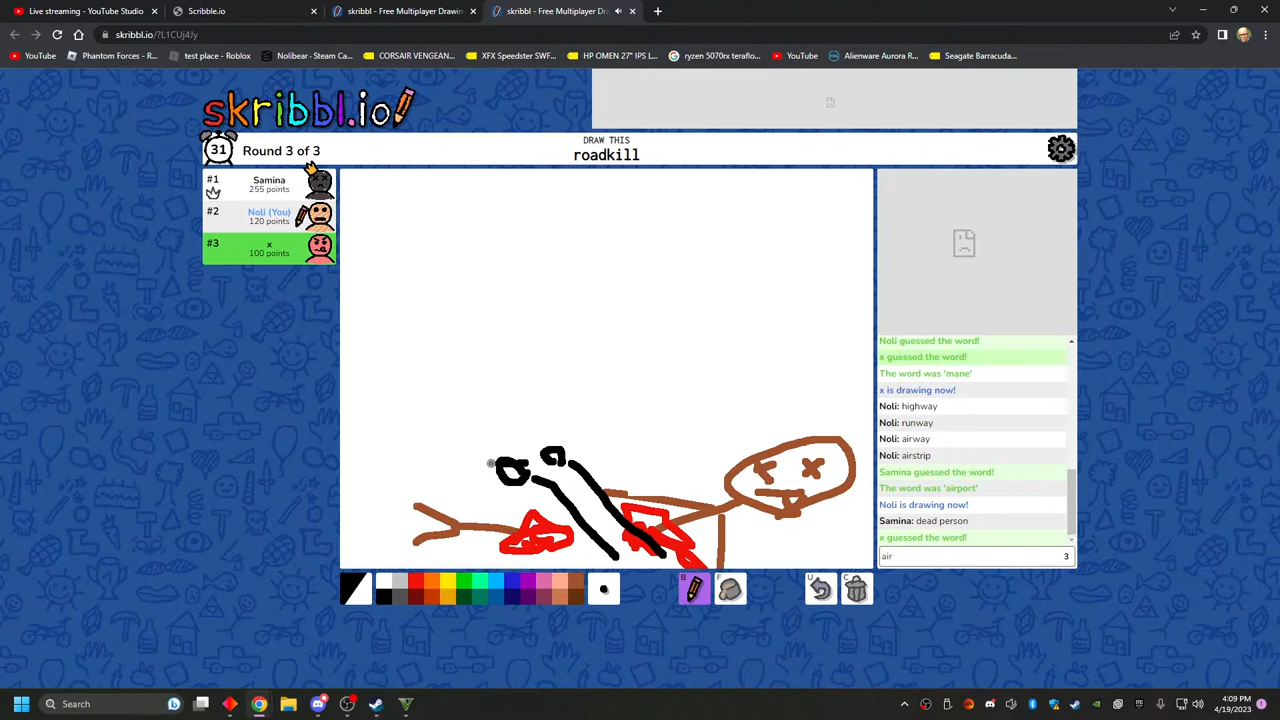 Live streaming - YouTube Studio
Scribble.io
skribbl - Free Multiplayer Drawin
skribbl - Free Multiplayer Dra
skribbl.io/?L1CUj4Jy
YouTube
Phantom Forces - R...
test place - Roblox
Nolibear - Steam Ca...
CORSAIR VENGEAN...
XFX Speedster SWF...
HP OMEN 27" IPS L...
ryzen 5070x teraflo...
YouTube
Alienware Aurora R...
Seagate Barracuda...
skribbl.io
31
Round 3 of 3
DRAW THIS
roadkill
#1
Samina
255 points
#2
Noli (You)
120 points
#3
x
100 points
Noli guessed the word!
x guessed the word!
The word was 'mane'
x is drawing now!
Noli: highway
Noli: runway
Noli: airway
Noli: airstrip
Samina guessed the word!
The word was 'airport'
Noli is drawing now!
Samina: dead person
x guessed the word!
air
3
B
F
U
C
Search
4:09 PM
4/19/2023